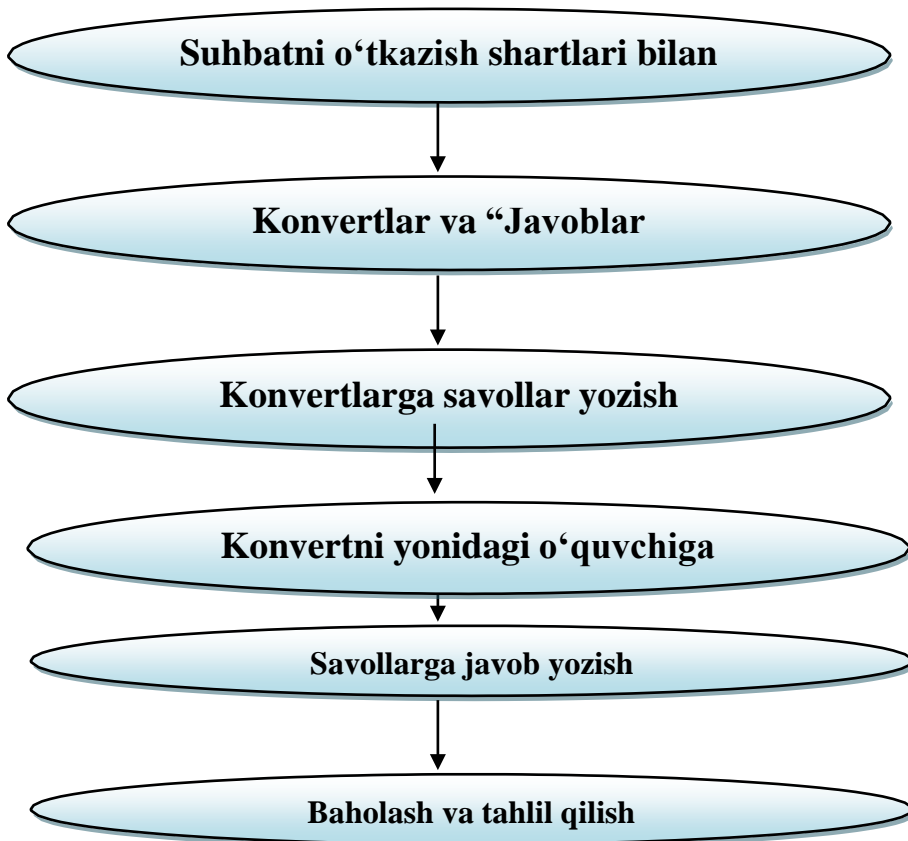 Suhbatni o‘tkazish shartlari bilan
Konvertlar va “Javoblar
Konvertlarga savollar yozish
Konvertni yonidagi o‘quvchiga
Savollarga javob yozish
Baholash va tahlil qilish